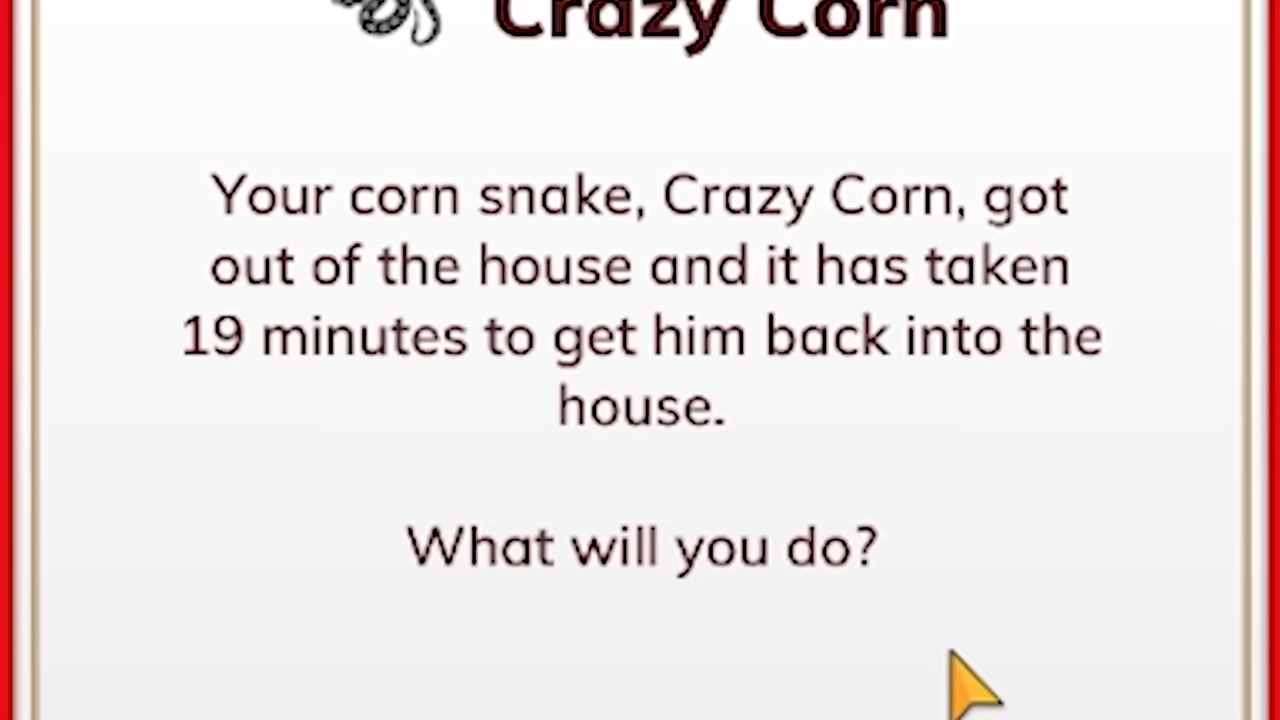 Crazy Corn
Your corn snake, Crazy Corn, got
out of the house and it has taken
19 minutes to get him back into the
house.
What will you do?